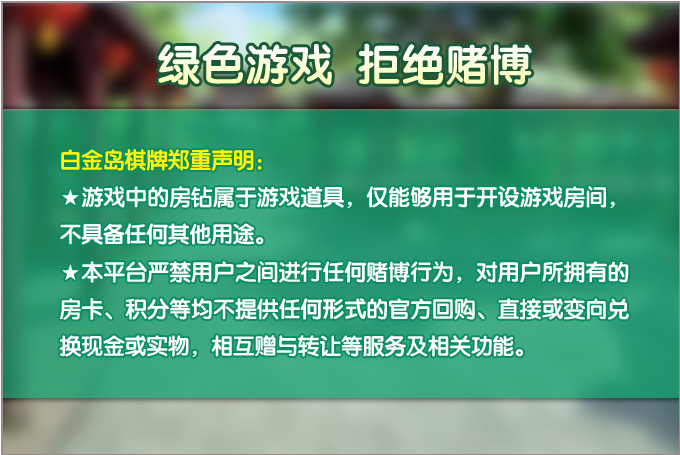 绿色游戏 拒绝赌博
白金岛棋牌郑重声明：
★游戏中的房钻属于游戏道具，仅能够用于开设游戏房间，
不具备任何其他用途。
★本平台严禁用户之间进行任何赌博行为，对用户所拥有的
房卡、积分等均不提供任何形式的官方回购、直接或变向兑
换现金或实物，相互赠与转让等服务及相关功能。